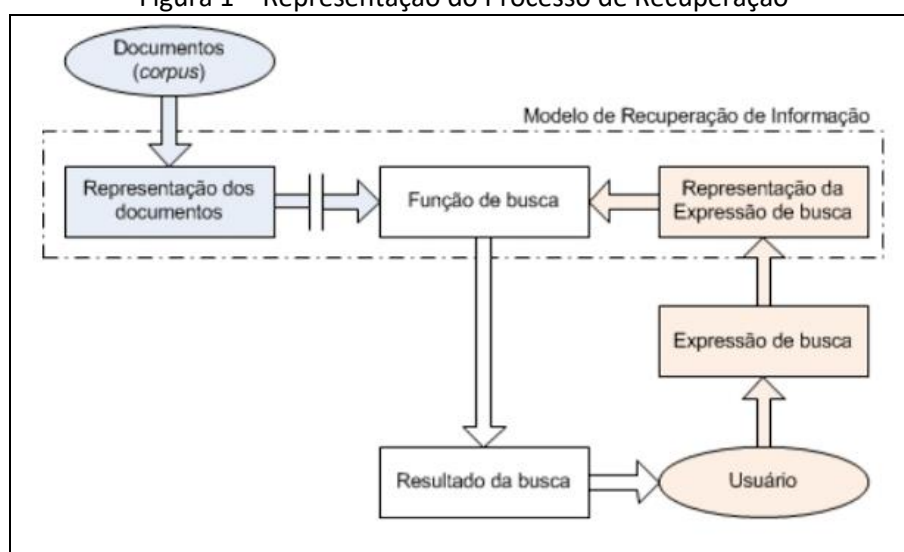 Figura 1 – Representação do Processo de Recuperação
Documentos
(corpus)
Modelo de Recuperação de Informação
Representação dos
documentos
Função de busca
Representação da
Expressão de busca
Expressão de busca
Resultado da busca
Usuário